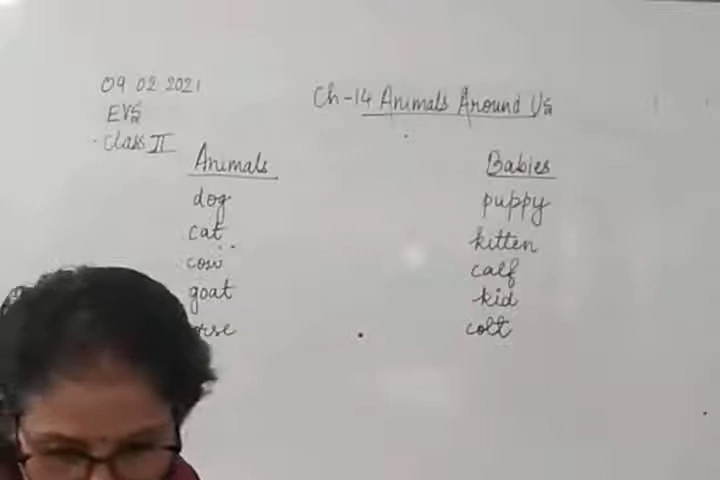 09 02 2021
Ch-14 Animals Around Us
EVS
Class II
Animals Babies
dog puppy
cat kitten
cow calf
goat kid
orse colt